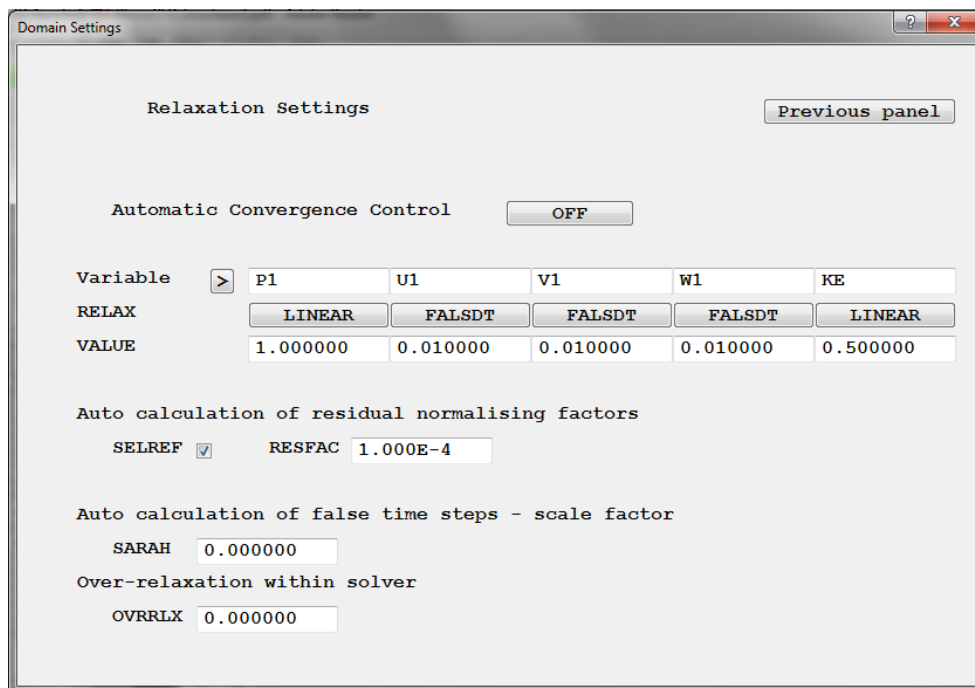 Domain Settings
Relaxation Settings Previous panel
Automatic Convergence Control OFF
Variable > P1 U1 V1 W1 KE
RELAX LINEAR FALSDT FALSDT FALSDT LINEAR
VALUE 1.000000 0.010000 0.010000 0.010000 0.500000
Auto calculation of residual normalising factors
SELREF RESFAC 1.000E-4
Auto calculation of false time steps - scale factor
SARAH 0.000000
Over-relaxation within solver
OVRRLX 0.000000